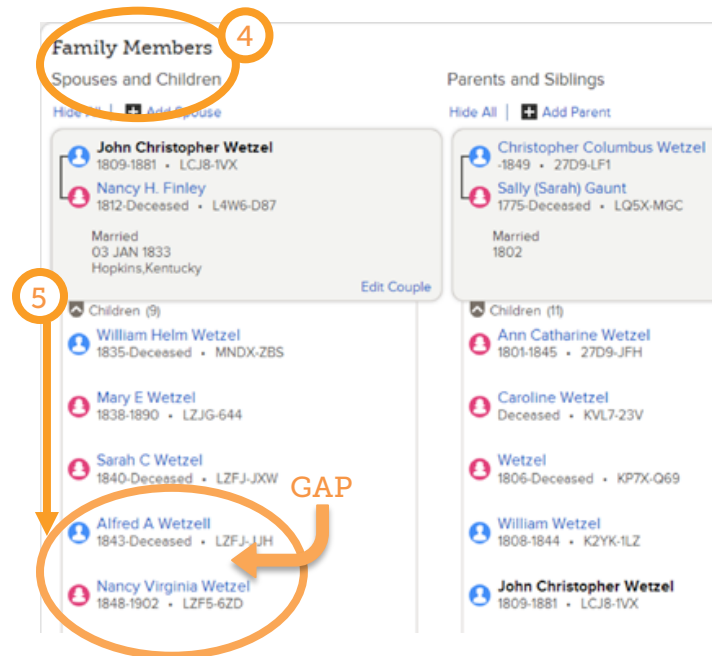 Family Members
4
Spouses and Children
Hide All | Add Spouse
John Christopher Wetzel
1809-1881 • LCJ8-1VX
Nancy H. Finley
1812-Deceased • L4W6-D87
Married
03 JAN 1833
Hopkins,Kentucky
Edit Couple
5
Children (9)
William Helm Wetzel
1835-Deceased • MNDX-ZBS
Mary E Wetzel
1838-1890 • LZJG-644
Sarah C Wetzel
1840-Deceased • LZFJ-JXW
GAP
Alfred A Wetzell
1843-Deceased • LZFJ-JJH
Nancy Virginia Wetzel
1848-1902 • LZF5-6ZD
Parents and Siblings
Hide All | Add Parent
Christopher Columbus Wetzel
-1849 • 27D9-LF1
Sally (Sarah) Gaunt
1775-Deceased • LQ5X-MGC
Married
1802
Children (11)
Ann Catharine Wetzel
1801-1845 • 27D9-JFH
Caroline Wetzel
Deceased • KVL7-23V
Wetzel
1806-Deceased • KP7X-Q69
William Wetzel
1808-1844 • K2YK-1LZ
John Christopher Wetzel
1809-1881 • LCJ8-1VX